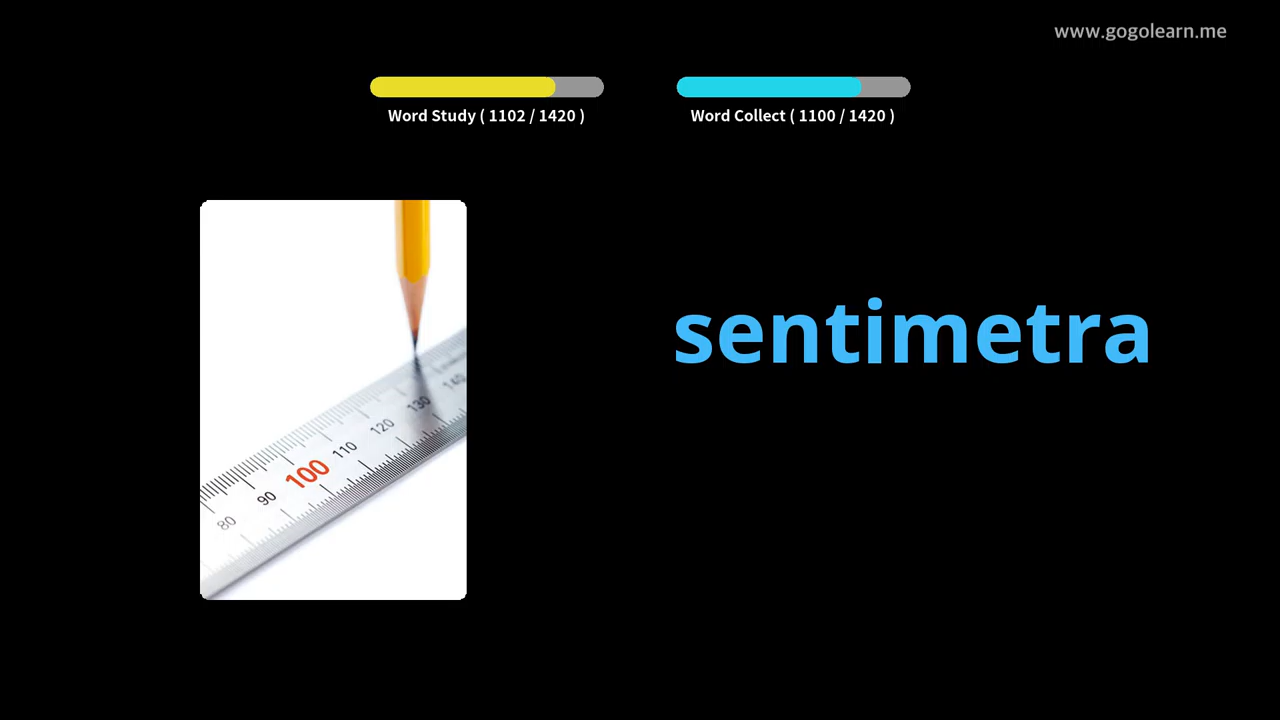 www.gogolearn.me
Word Study ( 1102 / 1420 )
Word Collect ( 1100 / 1420 )
sentimetra
80
90
100
110
120
130
140